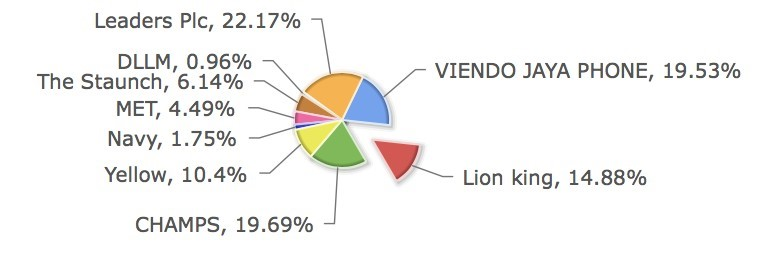 Leaders Plc, 22.17%
DLLM, 0.96%
VIENDO JAYA PHONE, 19.53%
The Staunch, 6.14%
MET, 4.49%
Navy, 1.75%
Yellow, 10.4%
Lion king, 14.88%
CHAMPS, 19.69%